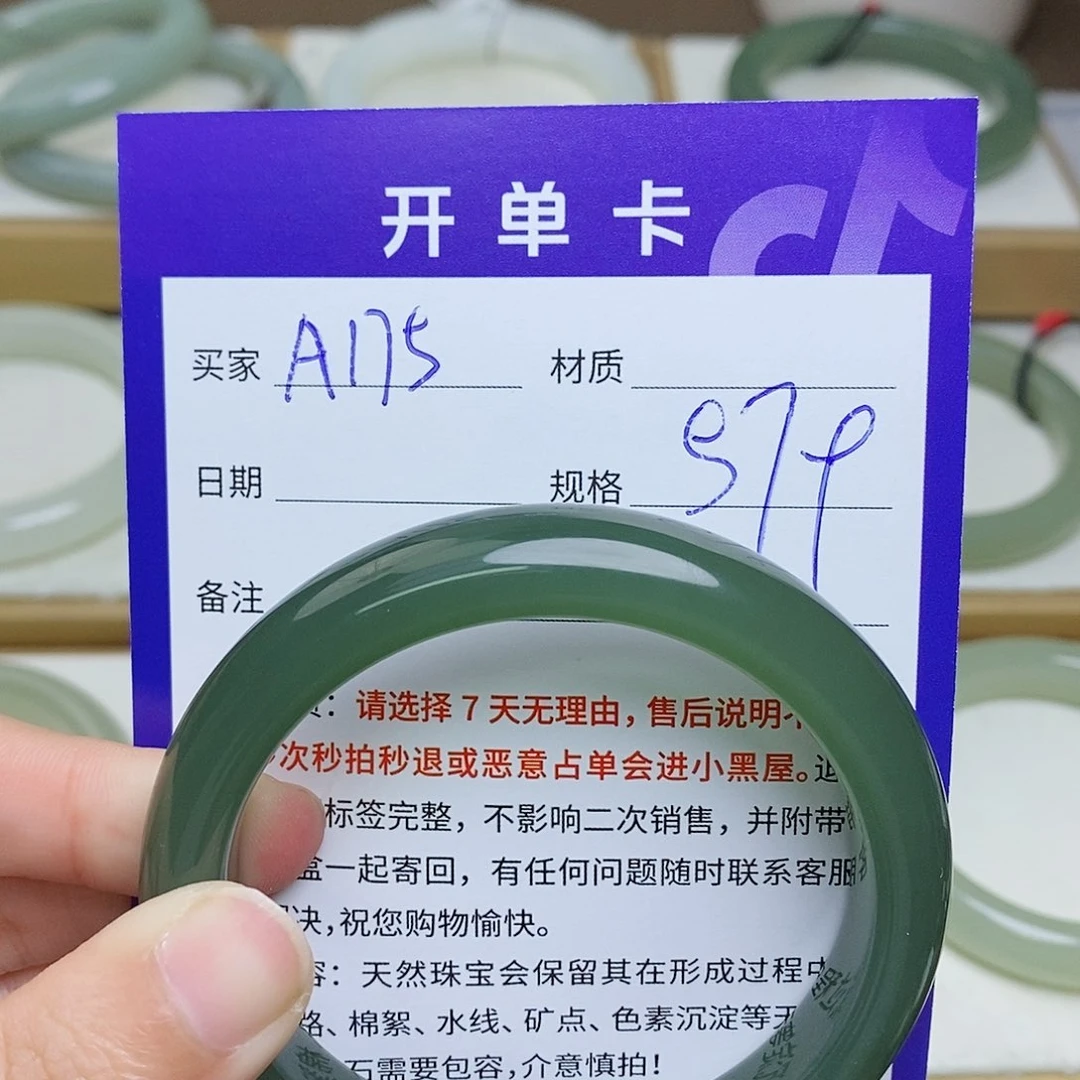 开单卡
买家 A175 材质
日期 规格 579
备注
：请选择 7 天无理由，售后说明
次秒拍秒退或恶意占单会进小黑屋。退
标签完整，不影响二次销售，并附带
盒一起寄回，有任何问题随时联系客服
决，祝您购物愉快。
容：天然珠宝会保留其在形成过程中
、棉絮、水线、矿点、色素沉淀等
石需要包容，介意慎拍！